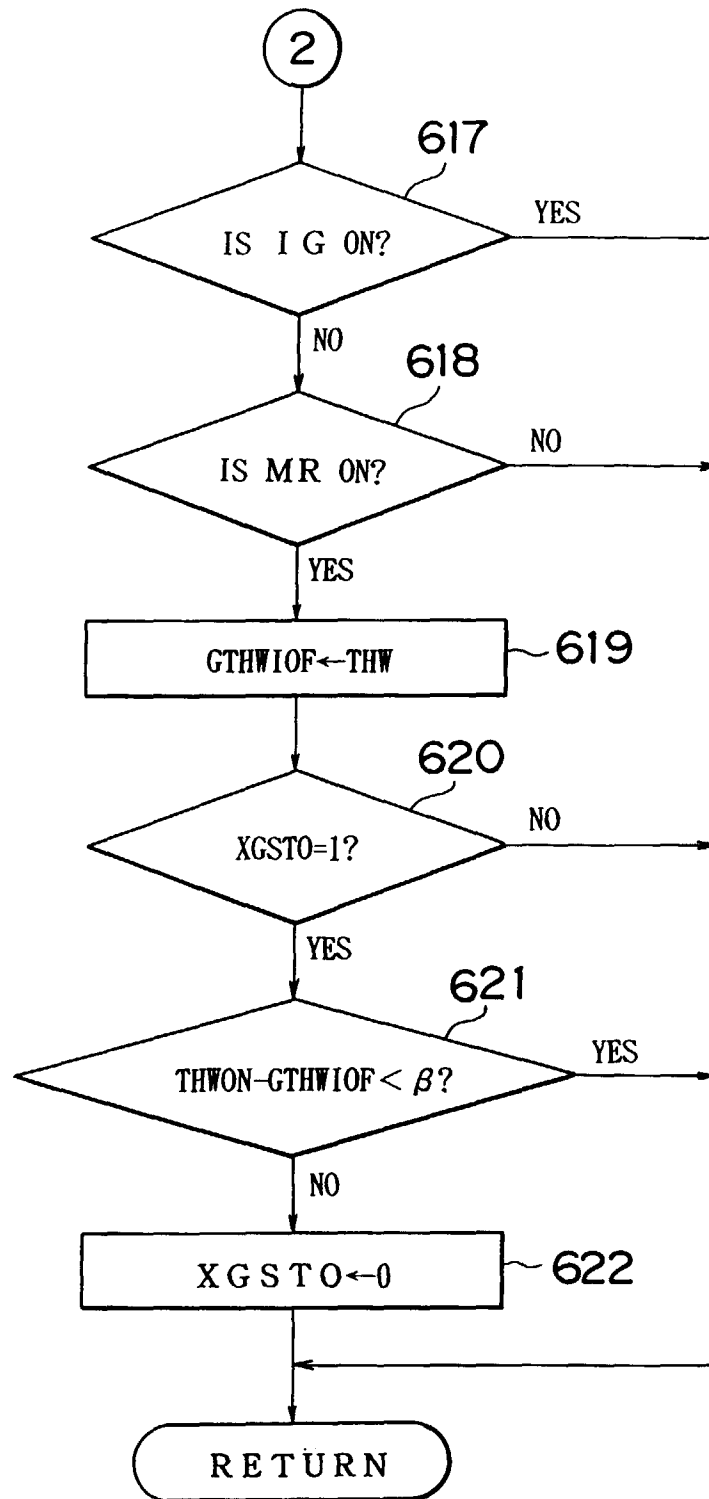 2
617
IS IG ON?
YES
NO
618
IS MR ON?
NO
YES
GTHWIOF←THW
619
620
XGSTO=1?
NO
YES
621
THWON-GTHWIOF<β?
YES
NO
XGSTO←0
622
RETURN